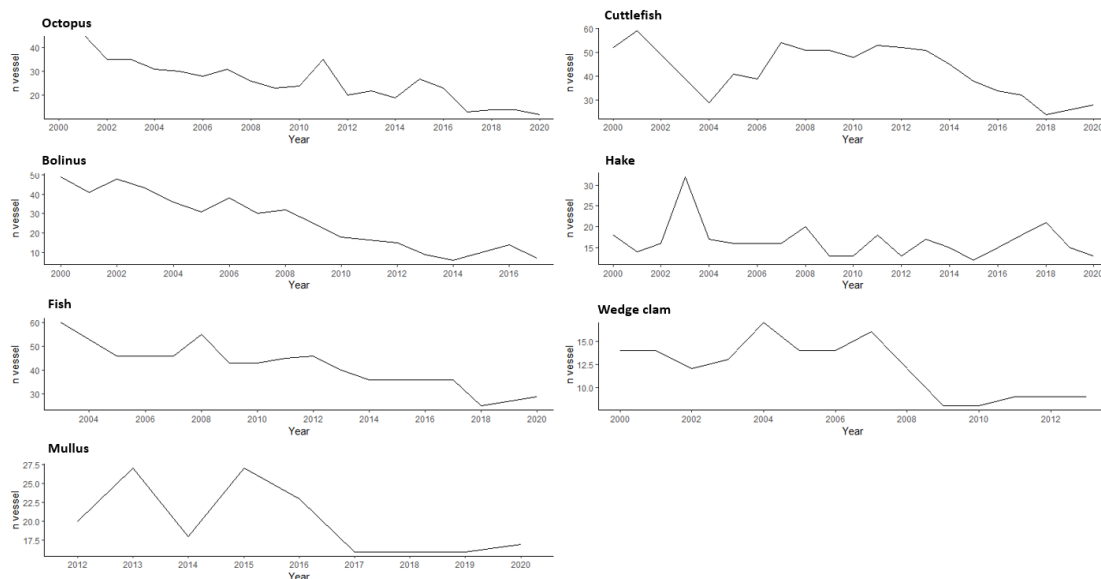 Octopus
n vessel
40
30
20
2000 2002 2004 2006 2008 2010 2012 2014 2016 2018 2020
Year
Cuttlefish
n vessel
60
50
40
30
2000 2002 2004 2006 2008 2010 2012 2014 2016 2018 2020
Year
Bolinus
n vessel
50
40
30
20
10
2000 2002 2004 2006 2008 2010 2012 2014 2016
Year
Hake
n vessel
30
25
20
15
2000 2002 2004 2006 2008 2010 2012 2014 2016 2018 2020
Year
Fish
n vessel
60
50
40
30
2004 2006 2008 2010 2012 2014 2016 2018 2020
Year
Wedge clam
n vessel
15.0
12.5
10.0
2000 2002 2004 2006 2008 2010 2012
Year
Mullus
n vessel
27.5
25.0
22.5
20.0
17.5
2012 2013 2014 2015 2016 2017 2018 2019 2020
Year